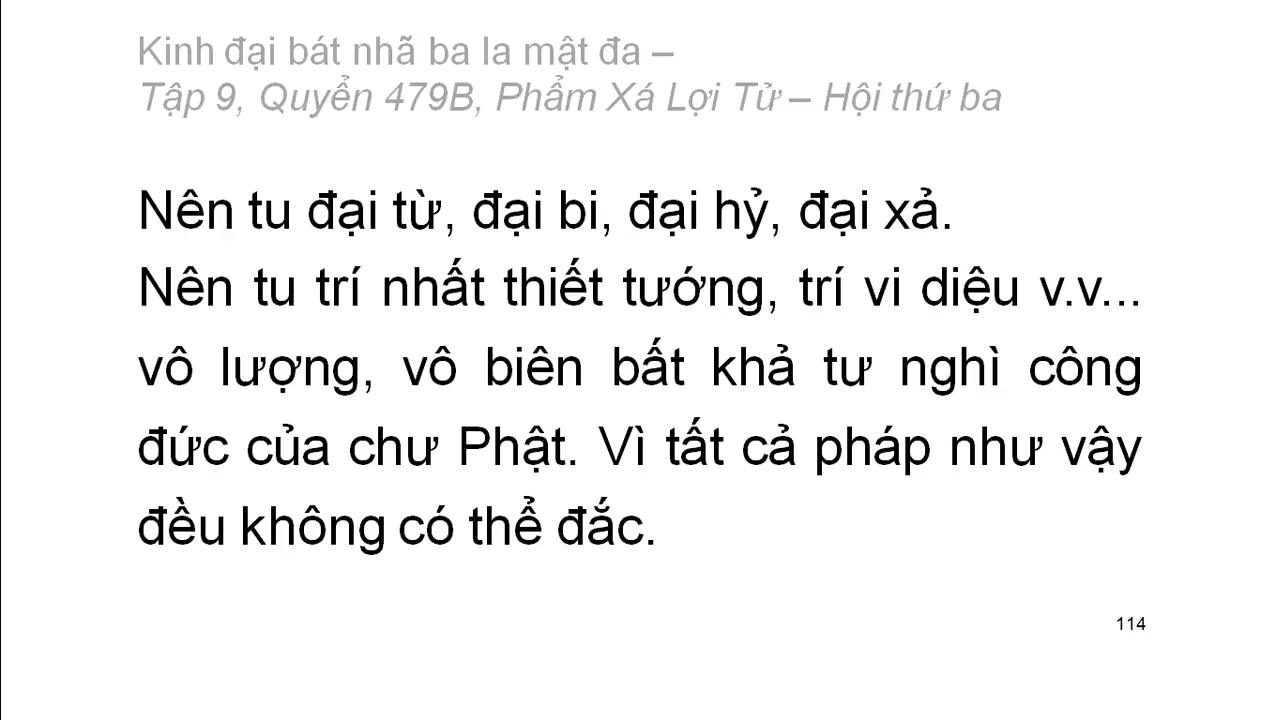 Kinh đại bát nhã ba la mật đa –
Tập 9, Quyển 479B, Phẩm Xá Lợi Tử – Hội thứ ba
Nên tu đại từ, đại bi, đại hỷ, đại xả.
Nên tu trí nhất thiết tướng, trí vi diệu v.v...
vô lượng, vô biên bất khả tư nghì công
đức của chư Phật. Vì tất cả pháp như vậy
đều không có thể đắc.
114